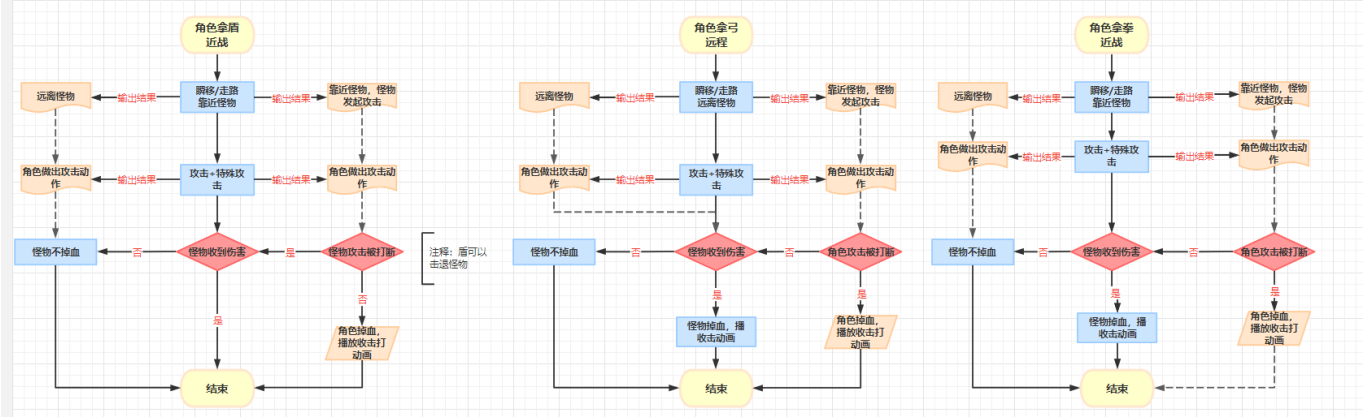 角色拿盾
近战
瞬移/走路
靠近怪物
远离怪物
输出结果
输出结果
靠近怪物，怪物
发起攻击
角色做出攻击动
作
输出结果
攻击+特殊攻
击
输出结果
角色做出攻击动
作
怪物不掉血
否
怪物收到伤害
是
怪物攻击被打断
注释：盾可以
击退怪物
是
否
角色掉血，
播放收击打
动画
结束
角色拿弓
远程
远离怪物
输出结果
瞬移/走路
远离怪物
输出结果
靠近怪物，怪物
发起攻击
角色做出攻击动
作
输出结果
攻击+特殊攻
击
输出结果
角色做出攻击动
作
怪物不掉血
否
怪物收到伤害
否
角色攻击被打断
是
是
怪物掉血，播
收击动画
角色掉血，
播放收击打
动画
结束
角色拿拳
近战
远离怪物
输出结果
瞬移/走路
靠近怪物
输出结果
靠近怪物，怪物
发起攻击
角色做出攻击动
作
输出结果
攻击+特殊攻
击
输出结果
角色做出攻击动
作
怪物不掉血
否
怪物收到伤害
否
角色攻击被打断
是
是
怪物掉血，播
收击动画
角色掉血，
播放收击打
动画
结束